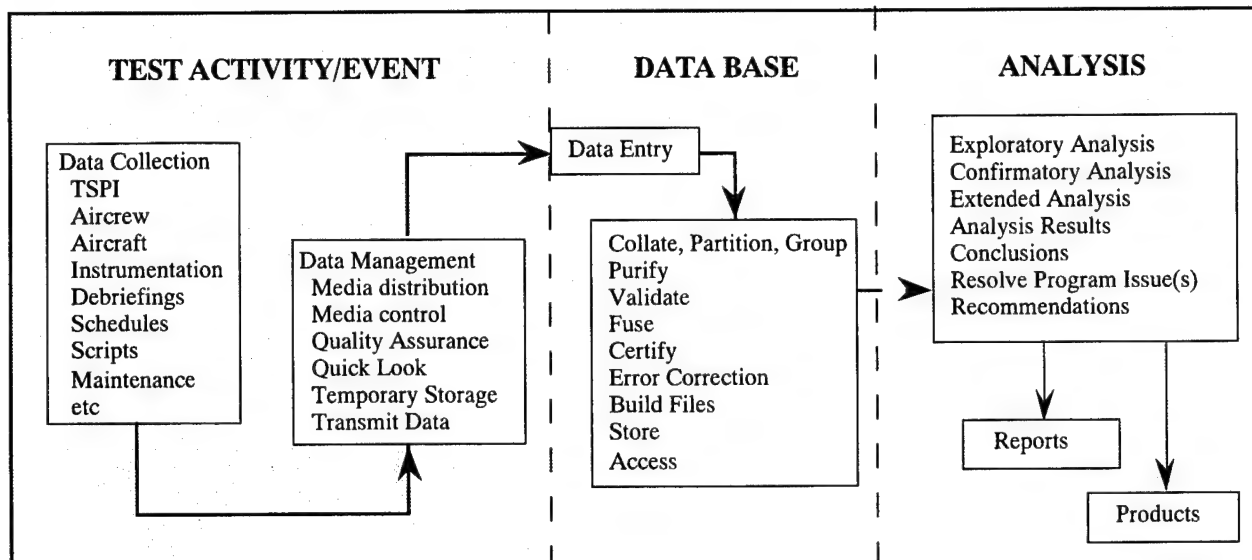 TEST ACTIVITY/EVENT
Data Collection
TSPI
Aircrew
Aircraft
Instrumentation
Debriefings
Schedules
Scripts
Maintenance
etc
Data Management
Media distribution
Media control
Quality Assurance
Quick Look
Temporary Storage
Transmit Data
DATA BASE
Data Entry
Collate, Partition, Group
Purify
Validate
Fuse
Certify
Error Correction
Build Files
Store
Access
ANALYSIS
Exploratory Analysis
Confirmatory Analysis
Extended Analysis
Analysis Results
Conclusions
Resolve Program Issue(s)
Recommendations
Reports
Products